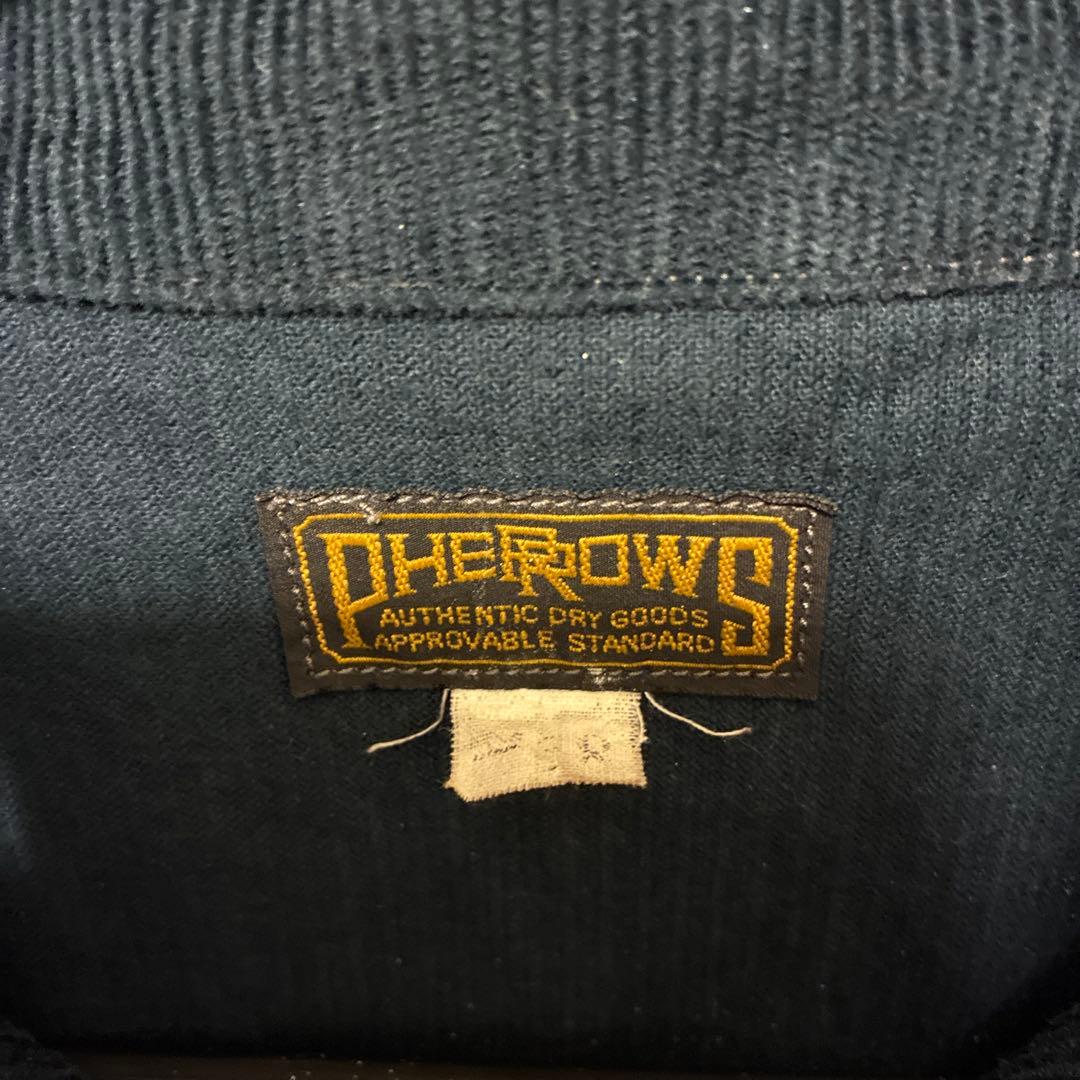 PHERROWS
AUTHENTIC DRY GOODS
APPROVABLE STANDARD